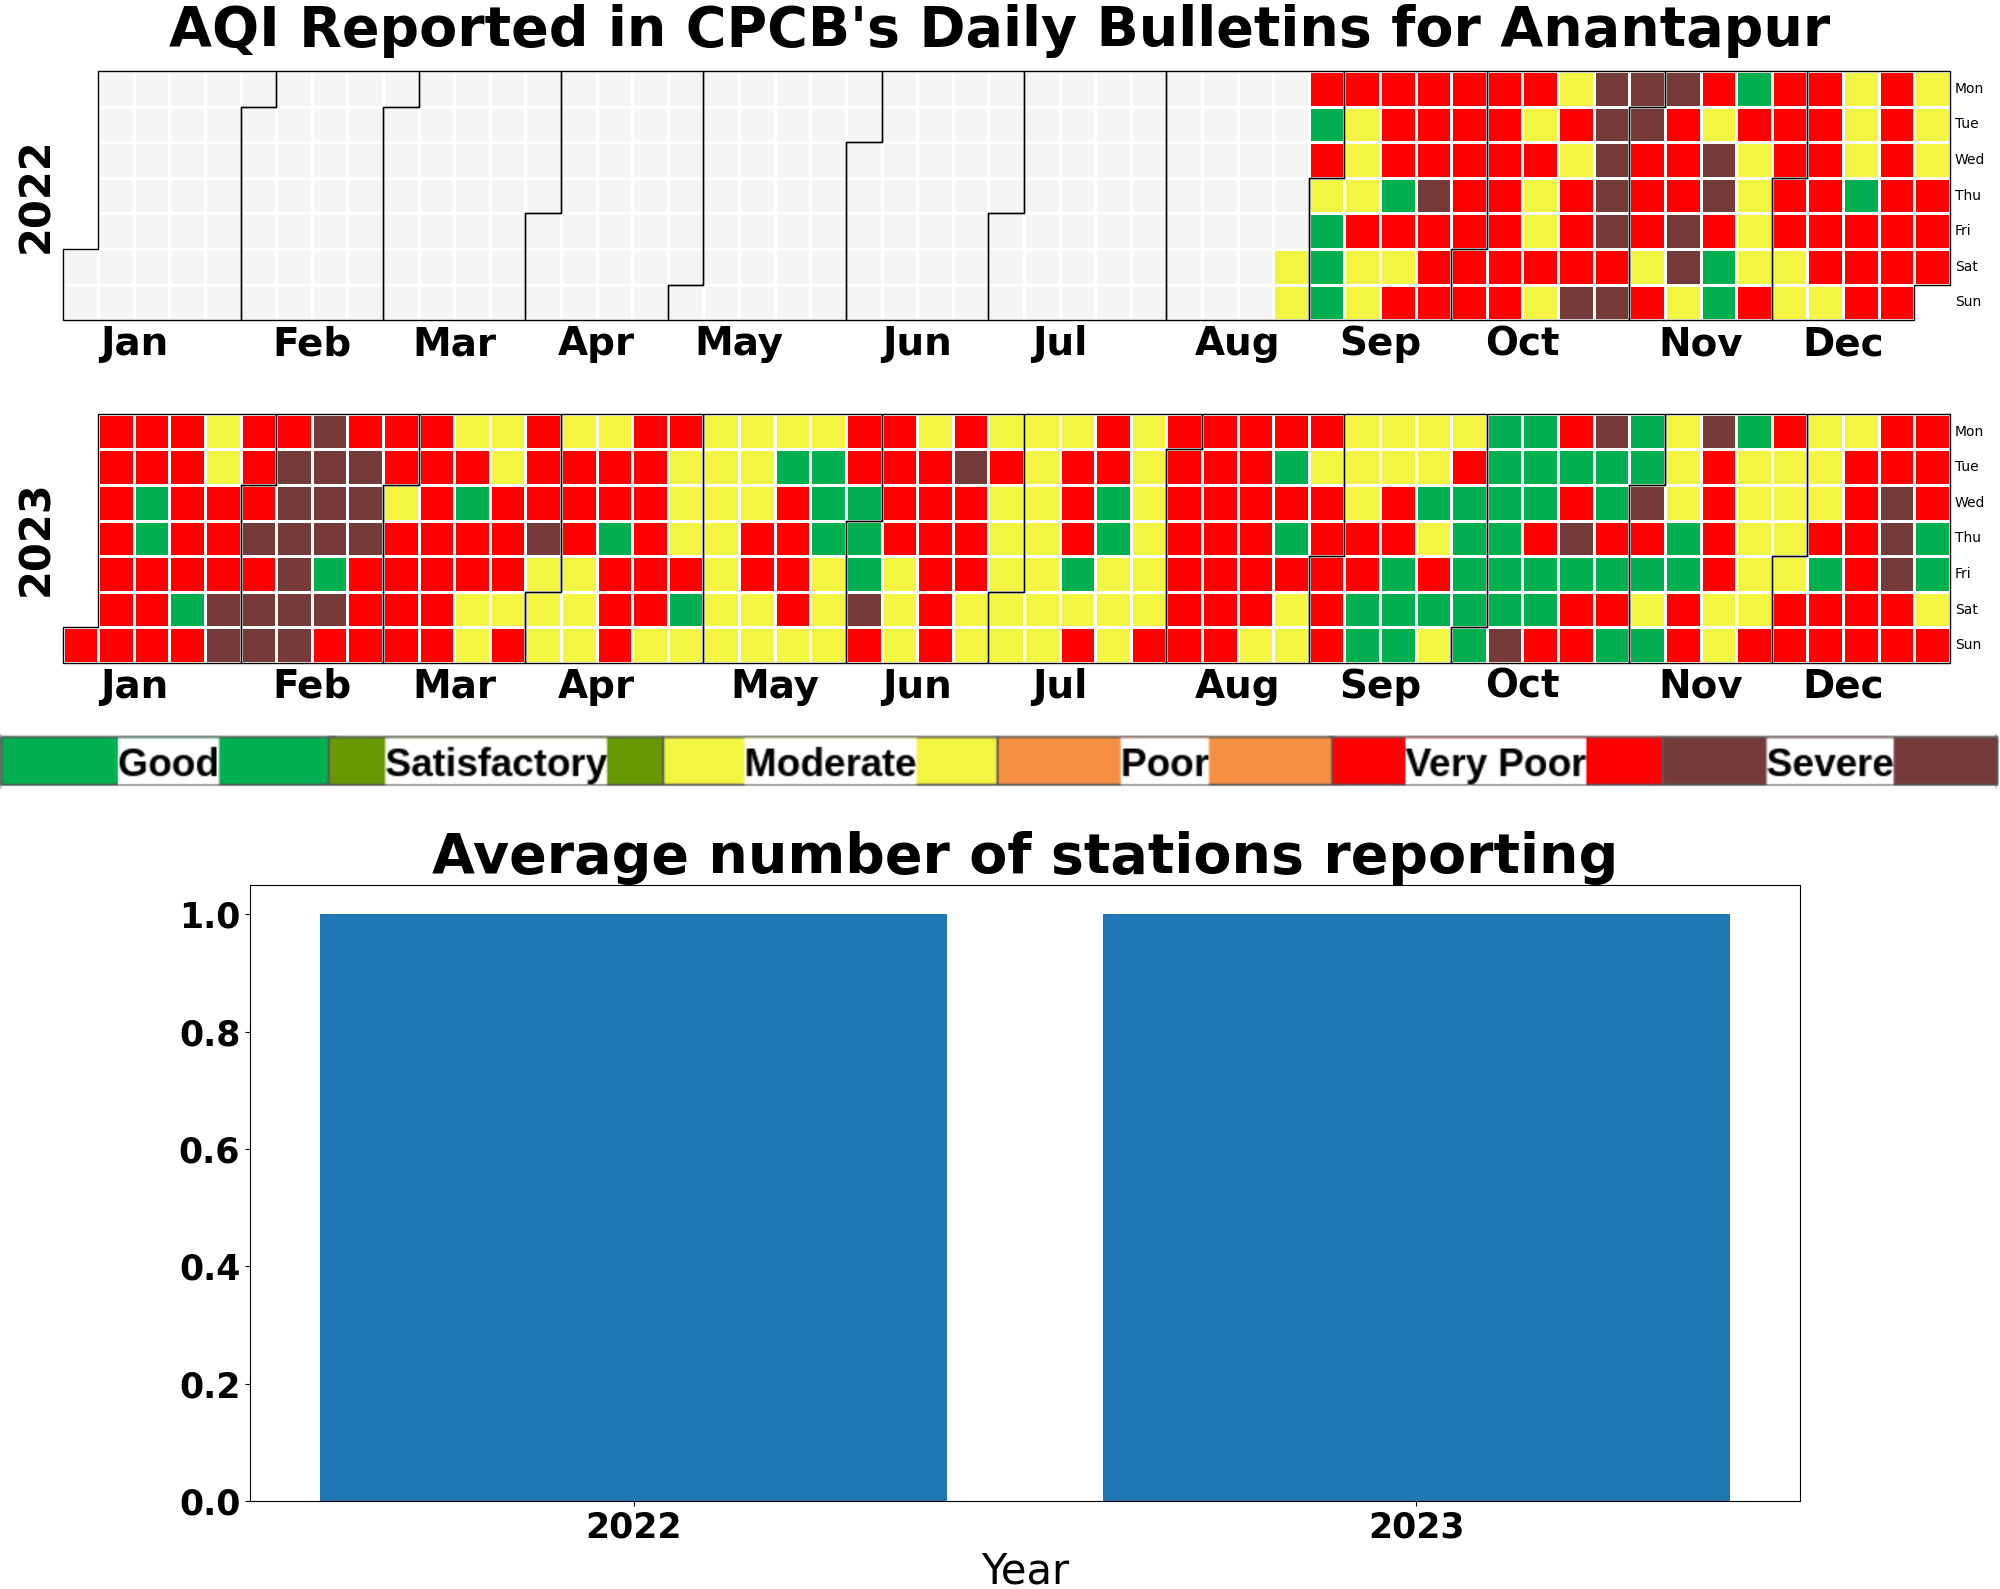 AQI Reported in CPCB's Daily Bulletins for Anantapur
2022
Mon
Tue
Wed
Thu
Fri
Sat
Sun
Jan Feb Mar Apr May Jun Jul Aug Sep Oct Nov Dec
2023
Mon
Tue
Wed
Thu
Fri
Sat
Sun
Jan Feb Mar Apr May Jun Jul Aug Sep Oct Nov Dec
Good Satisfactory Moderate Poor Very Poor Severe
Average number of stations reporting
1.0
0.8
0.6
0.4
0.2
0.0
2022 2023
Year